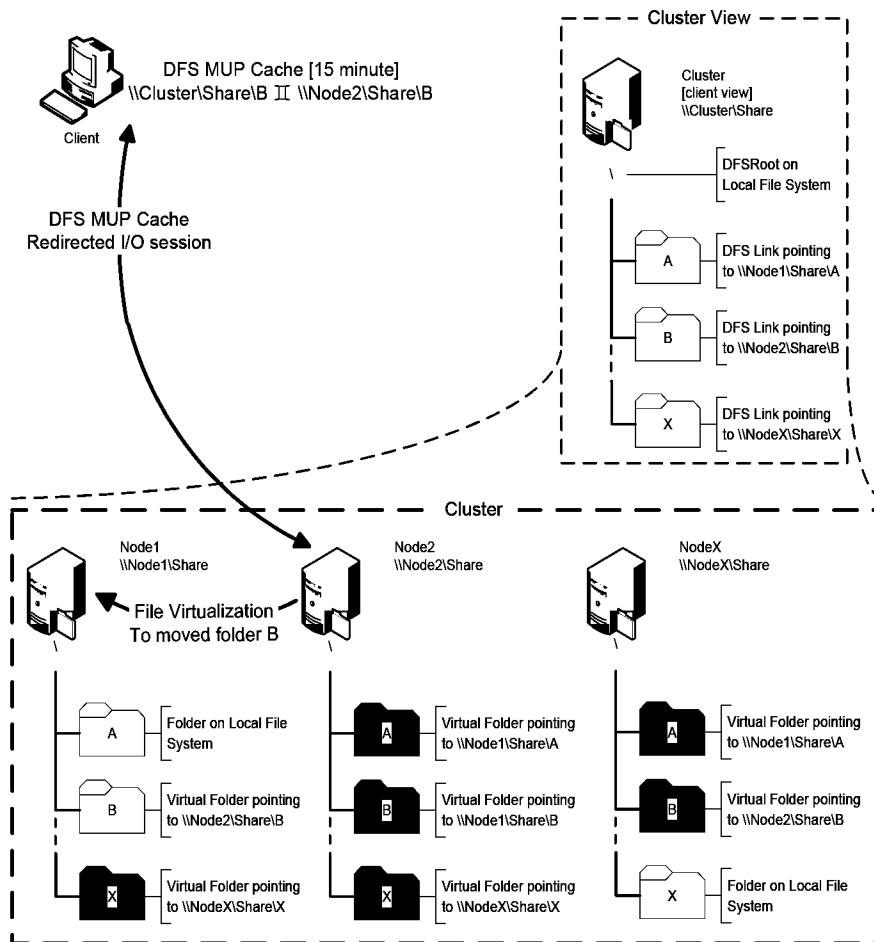 Cluster View
DFS MUP Cache [15 minute]
\\Cluster\Share\B ⵊⵊ \\Node2\Share\B
Client
DFS MUP Cache
Redirected I/O session
Cluster
[client view]
\\Cluster\Share
\
DFSRoot on
Local File System
A
DFS Link pointing
to \\Node1\Share\A
B
DFS Link pointing
to \\Node2\Share\B
X
DFS Link pointing
to \\NodeX\Share\X
Cluster
Node1
\\Node1\Share
Node2
\\Node2\Share
NodeX
\\NodeX\Share
File Virtualization
To moved folder B
\
A
Folder on Local File
System
B
Virtual Folder pointing
to \\Node2\Share\B
X
Virtual Folder pointing
to \\NodeX\Share\X
\
A
Virtual Folder pointing
to \\Node1\Share\A
B
Virtual Folder pointing
to \\Node1\Share\B
X
Virtual Folder pointing
to \\NodeX\Share\X
\
A
Virtual Folder pointing
to \\Node1\Share\A
B
Virtual Folder pointing
to \\Node2\Share\B
X
Folder on Local File
System